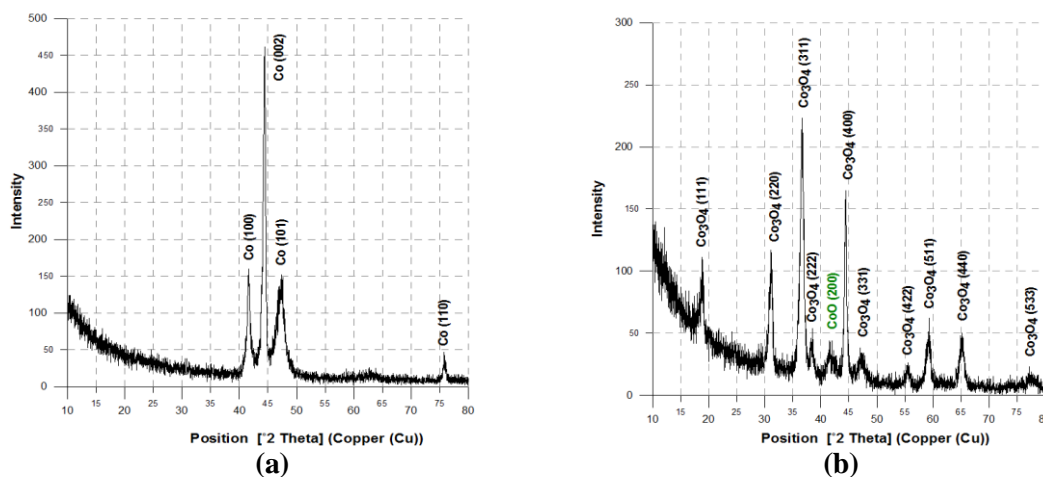 500
450
400
350
300
250
200
150
100
50
0
Intensity
Co (100)
Co (002)
Co (101)
Co (110)
10 15 20 25 30 35 40 45 50 55 60 65 70 75 80
Position [°2 Theta] (Copper (Cu))
(a)
300
250
200
150
100
50
0
Intensity
Co₃O₄ (111)
Co₃O₄ (220)
Co₃O₄ (311)
Co₃O₄ (222)
CoO (200)
Co₃O₄ (400)
Co₃O₄ (331)
Co₃O₄ (422)
Co₃O₄ (511)
Co₃O₄ (440)
Co₃O₄ (533)
10 15 20 25 30 35 40 45 50 55 60 65 70 75 80
Position [°2 Theta] (Copper (Cu))
(b)